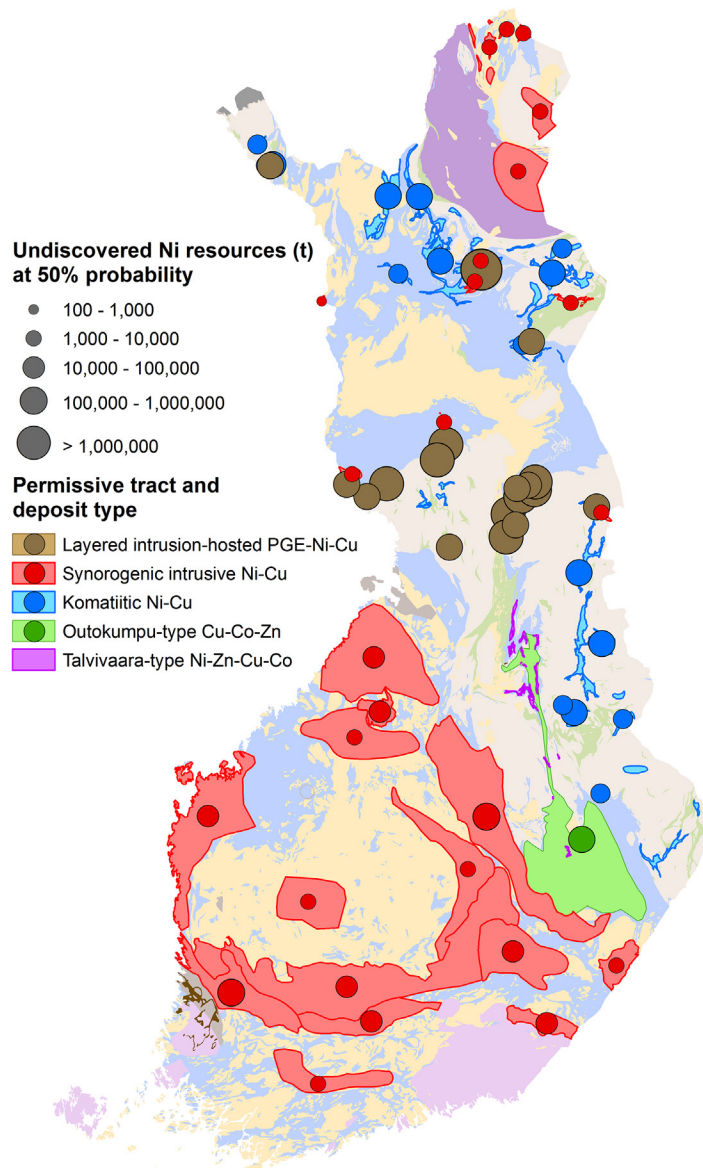 Undiscovered Ni resources (t)
at 50% probability
100 - 1,000
1,000 - 10,000
10,000 - 100,000
100,000 - 1,000,000
> 1,000,000
Permissive tract and
deposit type
Layered intrusion-hosted PGE-Ni-Cu
Synorogenic intrusive Ni-Cu
Komatiitic Ni-Cu
Outokumpu-type Cu-Co-Zn
Talvivaara-type Ni-Zn-Cu-Co